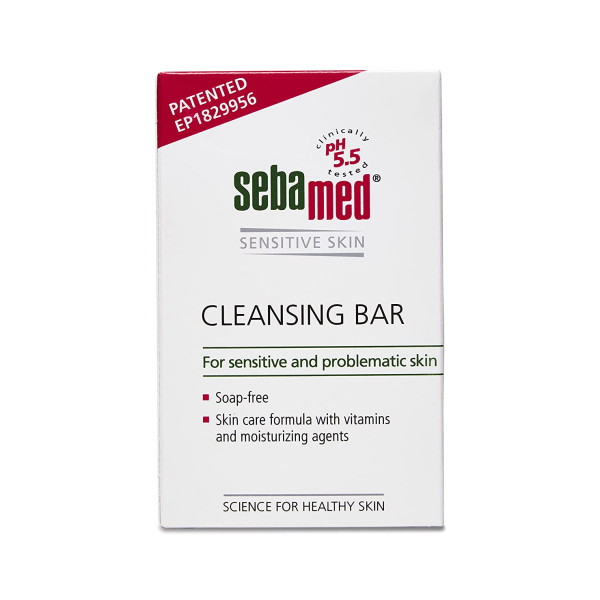 PATENTED
EP1829956
clinically
pH
5.5
tested
sebamed®
SENSITIVE SKIN
CLEANSING BAR
For sensitive and problematic skin
Soap-free
Skin care formula with vitamins
and moisturizing agents
SCIENCE FOR HEALTHY SKIN